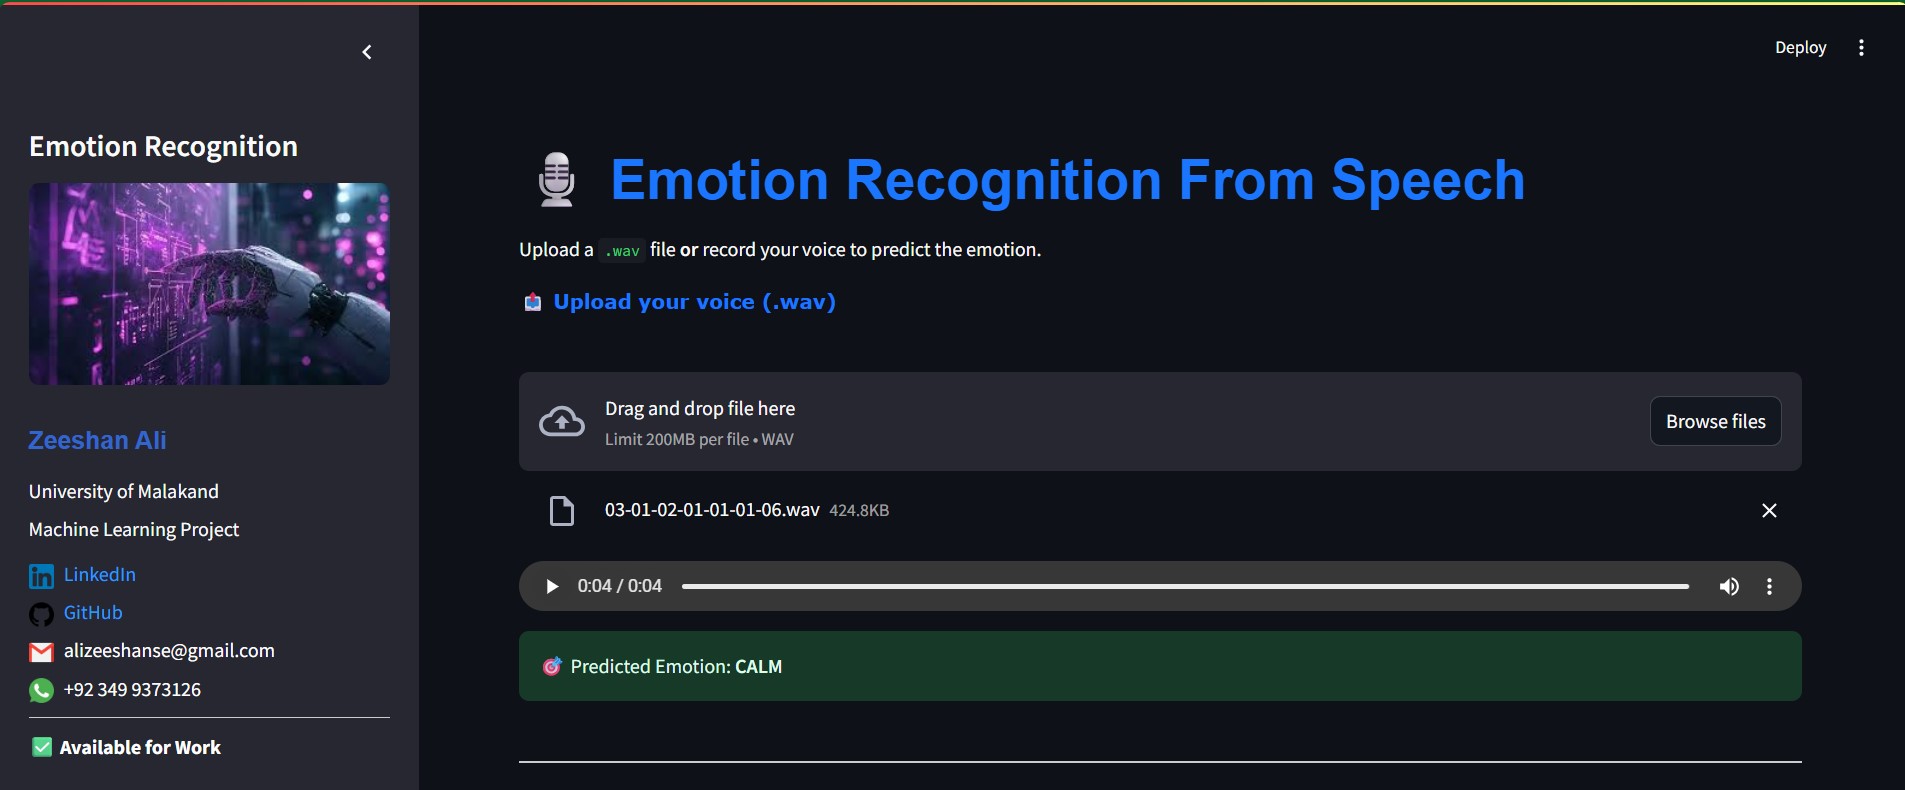 Deploy
Emotion Recognition
Zeeshan Ali
University of Malakand
Machine Learning Project
LinkedIn
GitHub
alizeeshanse@gmail.com
+92 349 9373126
Available for Work
Emotion Recognition From Speech
Upload a .wav file or record your voice to predict the emotion.
Upload your voice (.wav)
Drag and drop file here
Limit 200MB per file • WAV
Browse files
03-01-02-01-01-01-06.wav 424.8KB
0:04 / 0:04
Predicted Emotion: CALM